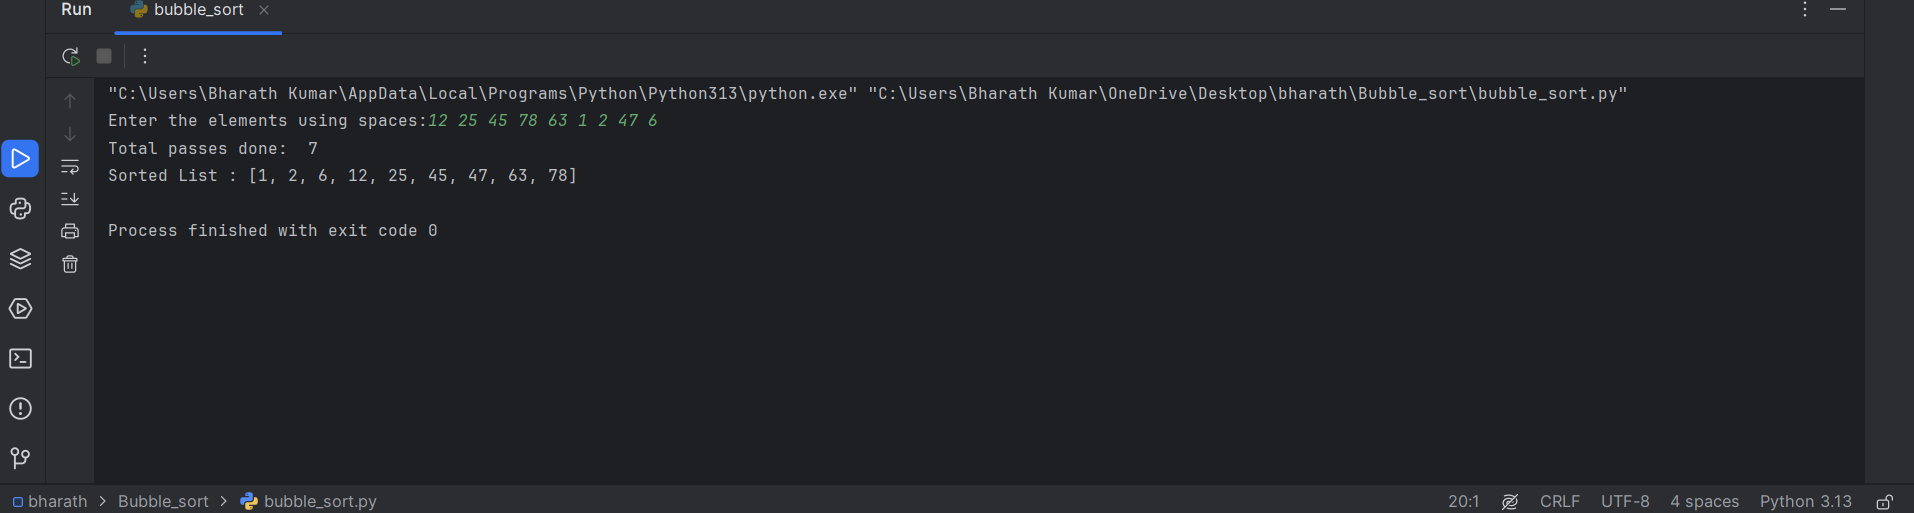 Run bubble_sort
"C:\Users\Bharath Kumar\AppData\Local\Programs\Python\Python313\python.exe" "C:\Users\Bharath Kumar\OneDrive\Desktop\bharath\Bubble_sort\bubble_sort.py"
Enter the elements using spaces:12 25 45 78 63 1 2 47 6
Total passes done:  7
Sorted List : [1, 2, 6, 12, 25, 45, 47, 63, 78]
Process finished with exit code 0
bharath > Bubble_sort > bubble_sort.py 20:1 CRLF UTF-8 4 spaces Python 3.13